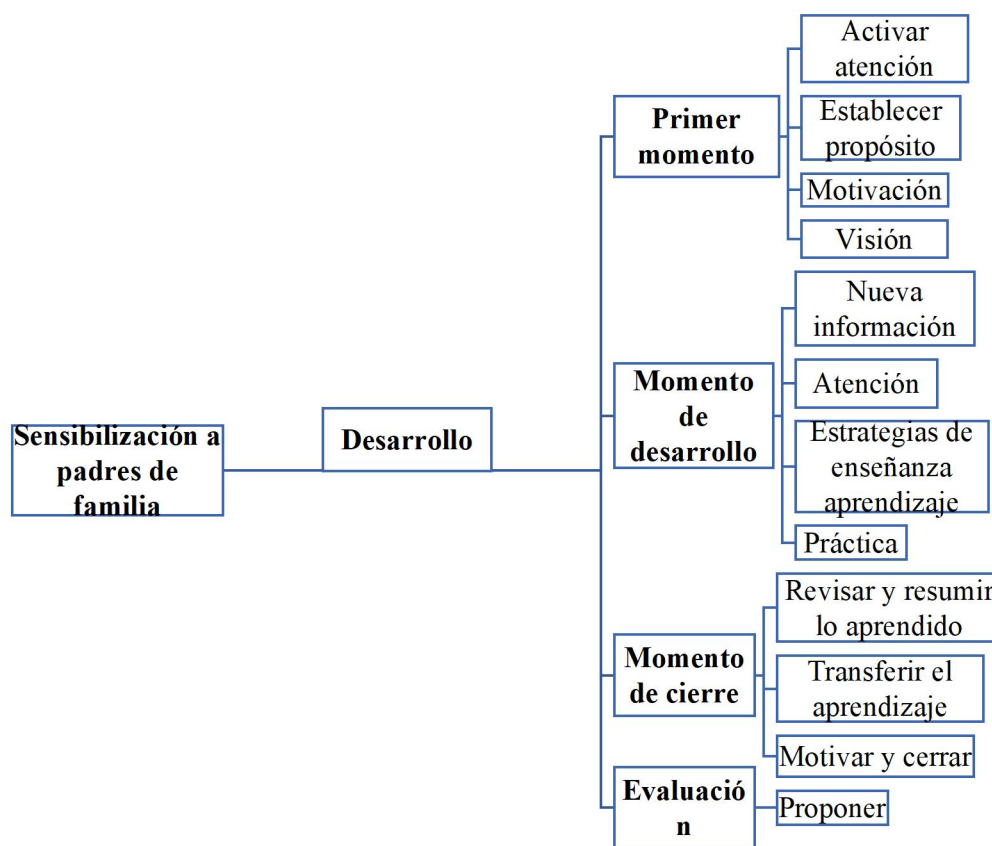 Sensibilización a
padres de
familia
Desarrollo
Primer
momento
Activar
atención
Establecer
propósito
Motivación
Visión
Momento
de
desarrollo
Nueva
información
Atención
Estrategias de
enseñanza
aprendizaje
Práctica
Momento
de cierre
Revisar y resumir
lo aprendido
Transferir el
aprendizaje
Motivar y cerrar
Evaluació
n
Proponer